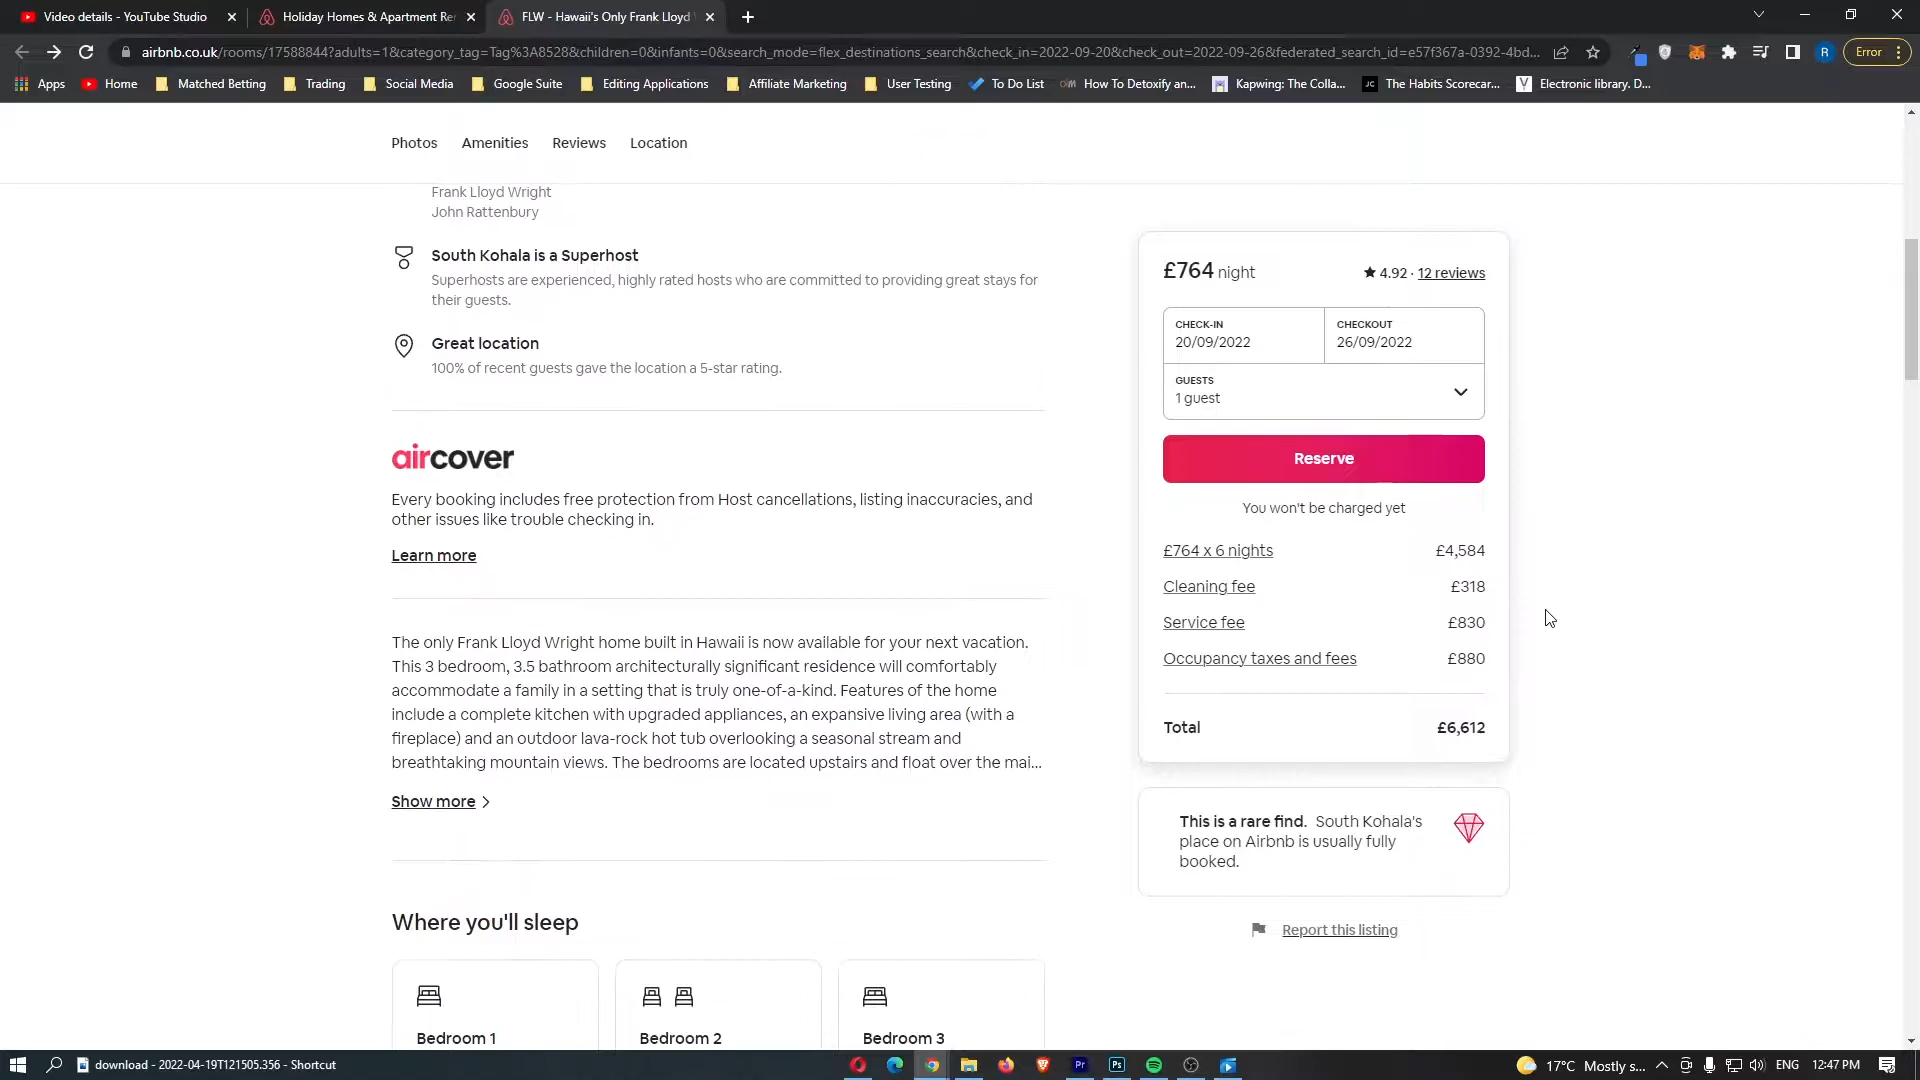 Video details - YouTube Studio
Holiday Homes & Apartment Re
FLW - Hawaii's Only Frank Lloyd
airbnb.co.uk/rooms/17588844?adults=1&category_tag=Tag%3A8528&children=0&infants=0&search_mode=flex_destinations_search&check_in=2022-09-20&check_out=2022-09-26&federated_search_id=e57f367a-0392-4bd...
R
Error
Apps
Home
Matched Betting
Trading
Social Media
Google Suite
Editing Applications
Affiliate Marketing
User Testing
To Do List
How To Detoxify an...
Kapwing: The Colla...
JC
The Habits Scorecar...
V
Electronic library. D...
Photos
Amenities
Reviews
Location
Frank Lloyd Wright
John Rattenbury
South Kohala is a Superhost
Superhosts are experienced, highly rated hosts who are committed to providing great stays for
their guests.
Great location
100% of recent guests gave the location a 5-star rating.
aircover
Every booking includes free protection from Host cancellations, listing inaccuracies, and
other issues like trouble checking in.
Learn more
The only Frank Lloyd Wright home built in Hawaii is now available for your next vacation.
This 3 bedroom, 3.5 bathroom architecturally significant residence will comfortably
accommodate a family in a setting that is truly one-of-a-kind. Features of the home
include a complete kitchen with upgraded appliances, an expansive living area (with a
fireplace) and an outdoor lava-rock hot tub overlooking a seasonal stream and
breathtaking mountain views. The bedrooms are located upstairs and float over the mai...
Show more
Where you'll sleep
Bedroom 1
Bedroom 2
Bedroom 3
£764 night
★ 4.92 · 12 reviews
CHECK-IN
20/09/2022
CHECKOUT
26/09/2022
GUESTS
1 guest
Reserve
You won't be charged yet
£764 x 6 nights £4,584
Cleaning fee £318
Service fee £830
Occupancy taxes and fees £880
Total £6,612
This is a rare find. South Kohala's
place on Airbnb is usually fully
booked.
Report this listing
download - 2022-04-19T121505.356 - Shortcut
Pr
Ps
17°C Mostly s...
ENG
12:47 PM